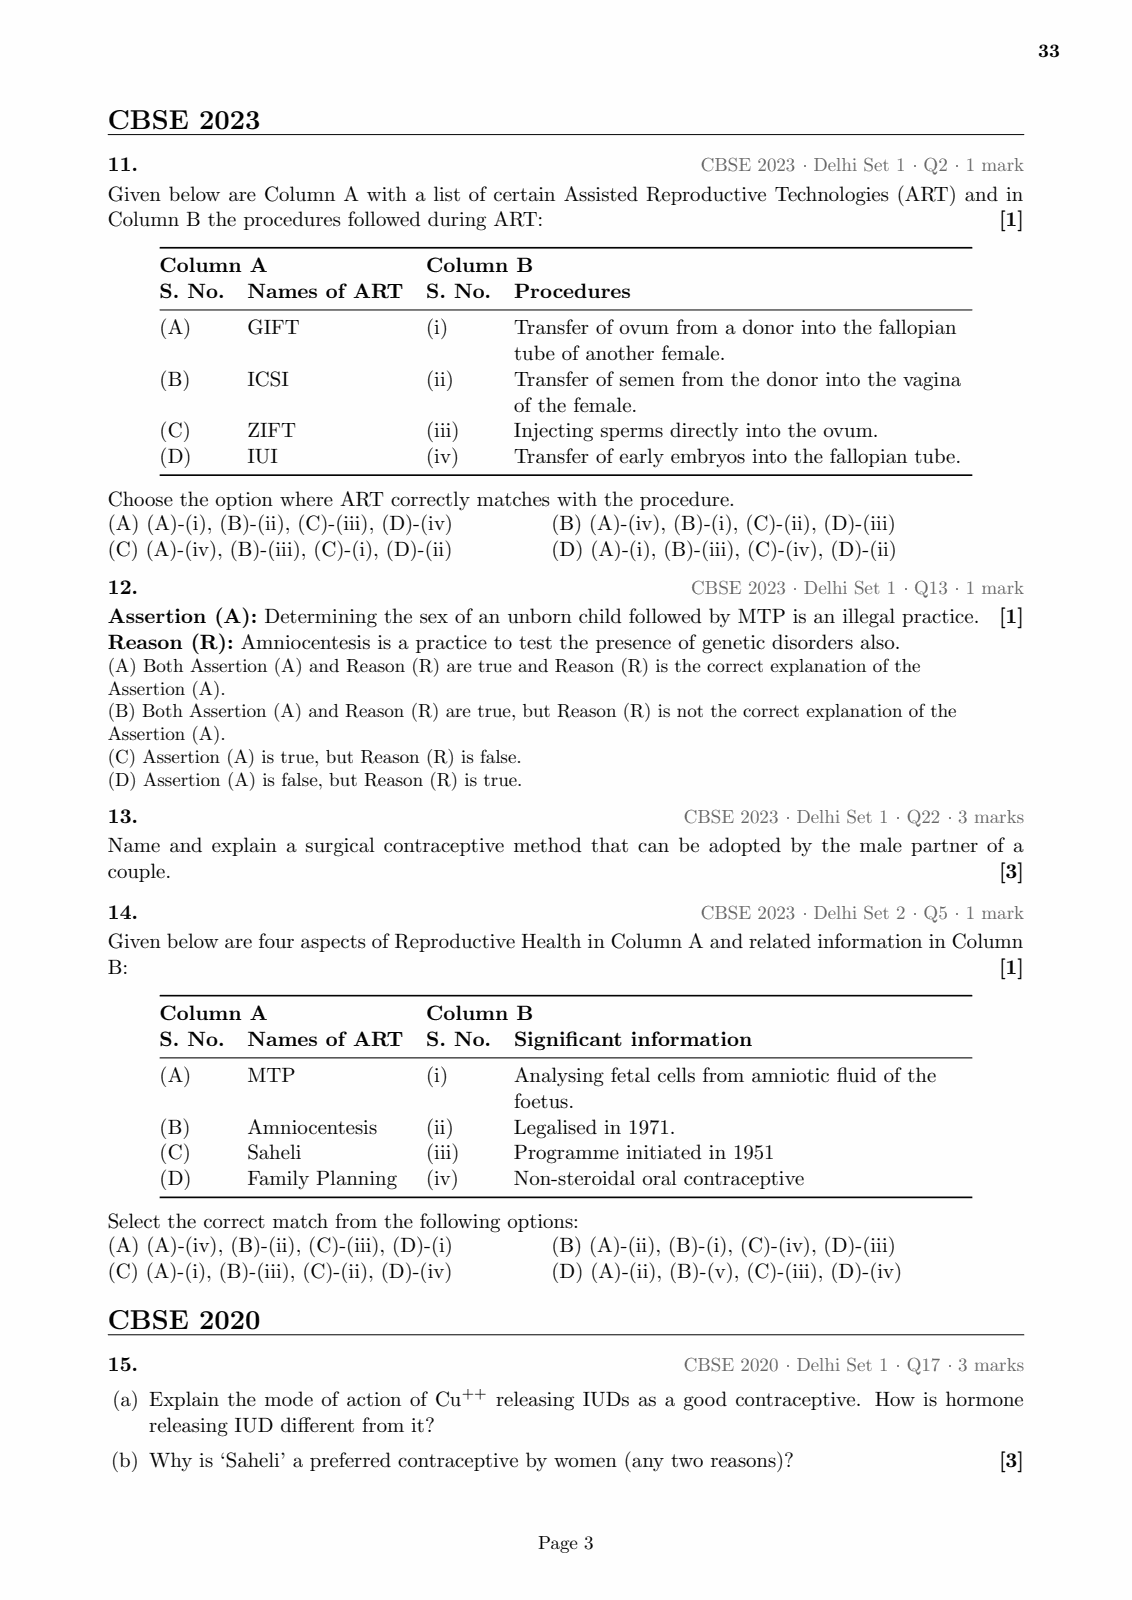 33
CBSE 2023
11. CBSE 2023 · Delhi Set 1 · Q2 · 1 mark
Given below are Column A with a list of certain Assisted Reproductive Technologies (ART) and in
Column B the procedures followed during ART: [1]
Column A Column B
S. No. Names of ART S. No. Procedures
(A) GIFT (i) Transfer of ovum from a donor into the fallopian
tube of another female.
(B) ICSI (ii) Transfer of semen from the donor into the vagina
of the female.
(C) ZIFT (iii) Injecting sperms directly into the ovum.
(D) IUI (iv) Transfer of early embryos into the fallopian tube.
Choose the option where ART correctly matches with the procedure.
(A) (A)-(i), (B)-(ii), (C)-(iii), (D)-(iv) (B) (A)-(iv), (B)-(i), (C)-(ii), (D)-(iii)
(C) (A)-(iv), (B)-(iii), (C)-(i), (D)-(ii) (D) (A)-(i), (B)-(iii), (C)-(iv), (D)-(ii)
12. CBSE 2023 · Delhi Set 1 · Q13 · 1 mark
Assertion (A): Determining the sex of an unborn child followed by MTP is an illegal practice. [1]
Reason (R): Amniocentesis is a practice to test the presence of genetic disorders also.
(A) Both Assertion (A) and Reason (R) are true and Reason (R) is the correct explanation of the
Assertion (A).
(B) Both Assertion (A) and Reason (R) are true, but Reason (R) is not the correct explanation of the
Assertion (A).
(C) Assertion (A) is true, but Reason (R) is false.
(D) Assertion (A) is false, but Reason (R) is true.
13. CBSE 2023 · Delhi Set 1 · Q22 · 3 marks
Name and explain a surgical contraceptive method that can be adopted by the male partner of a
couple. [3]
14. CBSE 2023 · Delhi Set 2 · Q5 · 1 mark
Given below are four aspects of Reproductive Health in Column A and related information in Column
B: [1]
Column A Column B
S. No. Names of ART S. No. Significant information
(A) MTP (i) Analysing fetal cells from amniotic fluid of the
foetus.
(B) Amniocentesis (ii) Legalised in 1971.
(C) Saheli (iii) Programme initiated in 1951
(D) Family Planning (iv) Non-steroidal oral contraceptive
Select the correct match from the following options:
(A) (A)-(iv), (B)-(ii), (C)-(iii), (D)-(i) (B) (A)-(ii), (B)-(i), (C)-(iv), (D)-(iii)
(C) (A)-(i), (B)-(iii), (C)-(ii), (D)-(iv) (D) (A)-(ii), (B)-(v), (C)-(iii), (D)-(iv)
CBSE 2020
15. CBSE 2020 · Delhi Set 1 · Q17 · 3 marks
(a) Explain the mode of action of Cu⁺⁺ releasing IUDs as a good contraceptive. How is hormone
releasing IUD different from it?
(b) Why is ‘Saheli’ a preferred contraceptive by women (any two reasons)? [3]
Page 3